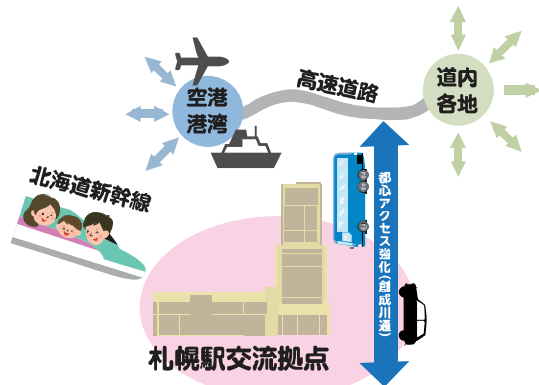 空港
港湾
高速道路
道内
各地
北海道新幹線
都心アクセス強化(創成川通)
札幌駅交流拠点